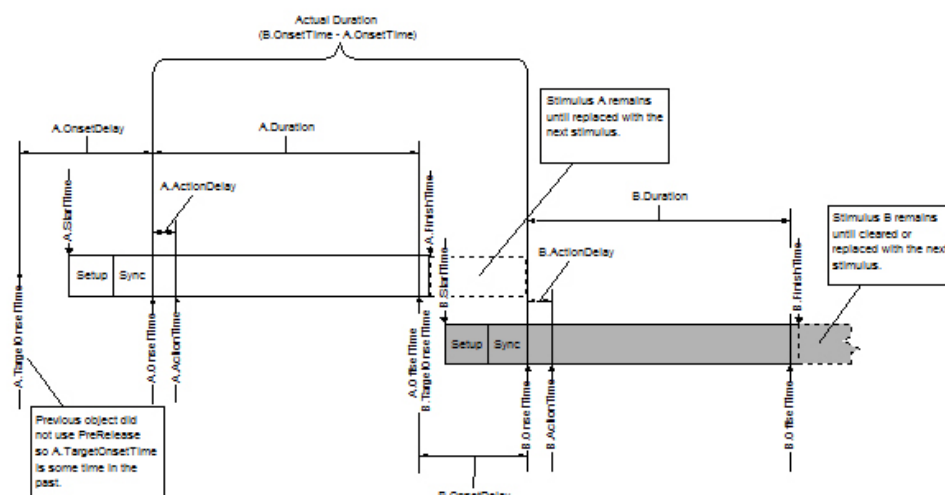 Actual Duration
(B.OnsetTime - A.OnsetTime)
Stimulus A remains
until replaced with the
next stimulus.
A.OnsetDelay
A.Duration
A.ActionDelay
B.Duration
Stimulus B remains
until cleared or
replaced with the next
stimulus.
A.StartTime
A.FinishTime
B.StartTime
B.ActionDelay
B.FinishTime
Setup
Sync
Setup
Sync
A.TargetOnsetTime
A.OnsetTime
A.ActionTime
A.OffsetTime
B.TargetOnsetTime
B.OnsetTime
B.ActionTime
B.OffsetTime
Previous object did
not use PreRelease
so A.TargetOnsetTime
is some time in the
past.
B.OnsetDelay